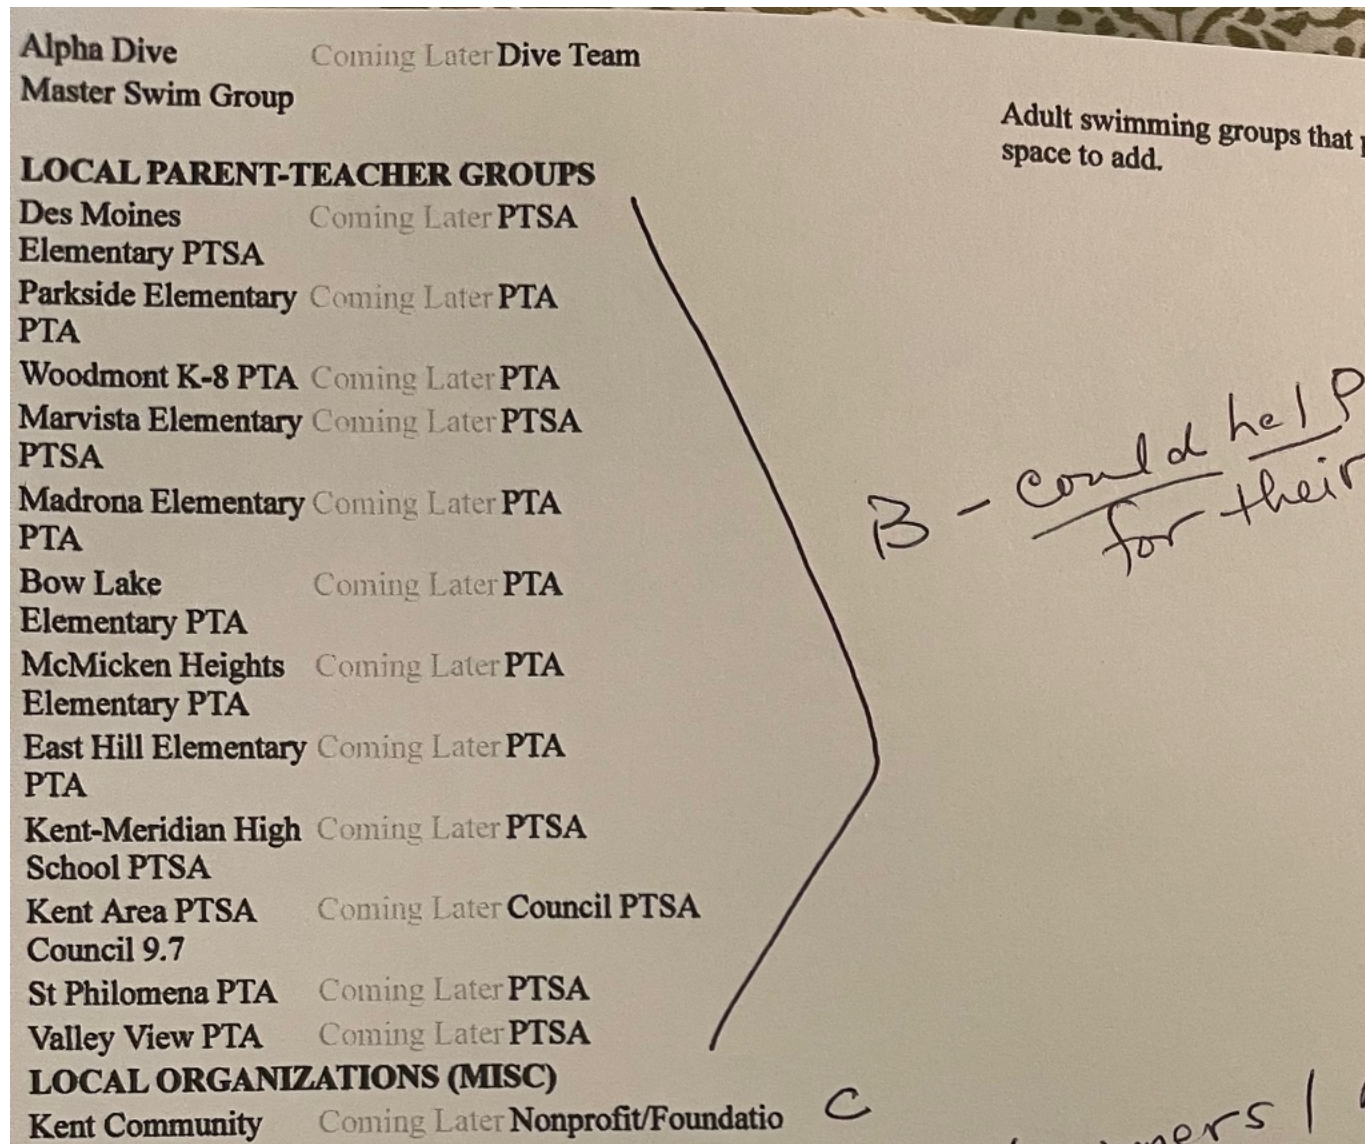 Alpha Dive Coming Later Dive Team
Master Swim Group
Adult swimming groups that
space to add.
LOCAL PARENT-TEACHER GROUPS
Des Moines Coming Later PTSA
Elementary PTSA
Parkside Elementary Coming Later PTA
PTA
Woodmont K-8 PTA Coming Later PTA
Marvista Elementary Coming Later PTSA
PTSA
B - could help
for their
Madrona Elementary Coming Later PTA
PTA
Bow Lake Coming Later PTA
Elementary PTA
McMicken Heights Coming Later PTA
Elementary PTA
East Hill Elementary Coming Later PTA
PTA
Kent-Meridian High Coming Later PTSA
School PTSA
Kent Area PTSA Coming Later Council PTSA
Council 9.7
St Philomena PTA Coming Later PTSA
Valley View PTA Coming Later PTSA
LOCAL ORGANIZATIONS (MISC)
Kent Community Coming Later Nonprofit/Foundatio C